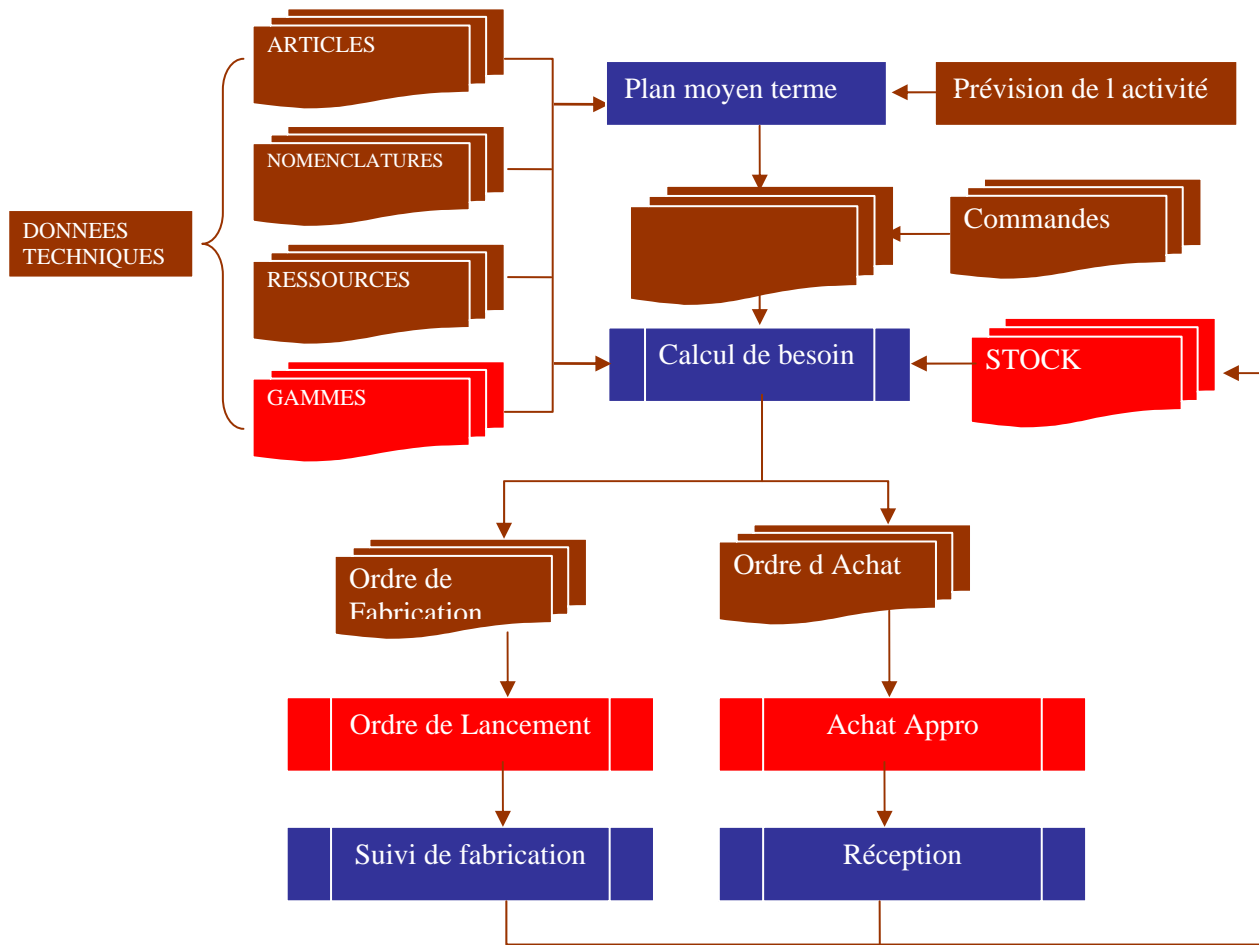 ARTICLES
Plan moyen terme
Prévision de l activité
NOMENCLATURES
Commandes
DONNEES
TECHNIQUES
RESSOURCES
Calcul de besoin
STOCK
GAMMES
Ordre de
Fabrication
Ordre d Achat
Ordre de Lancement
Achat Appro
Suivi de fabrication
Réception